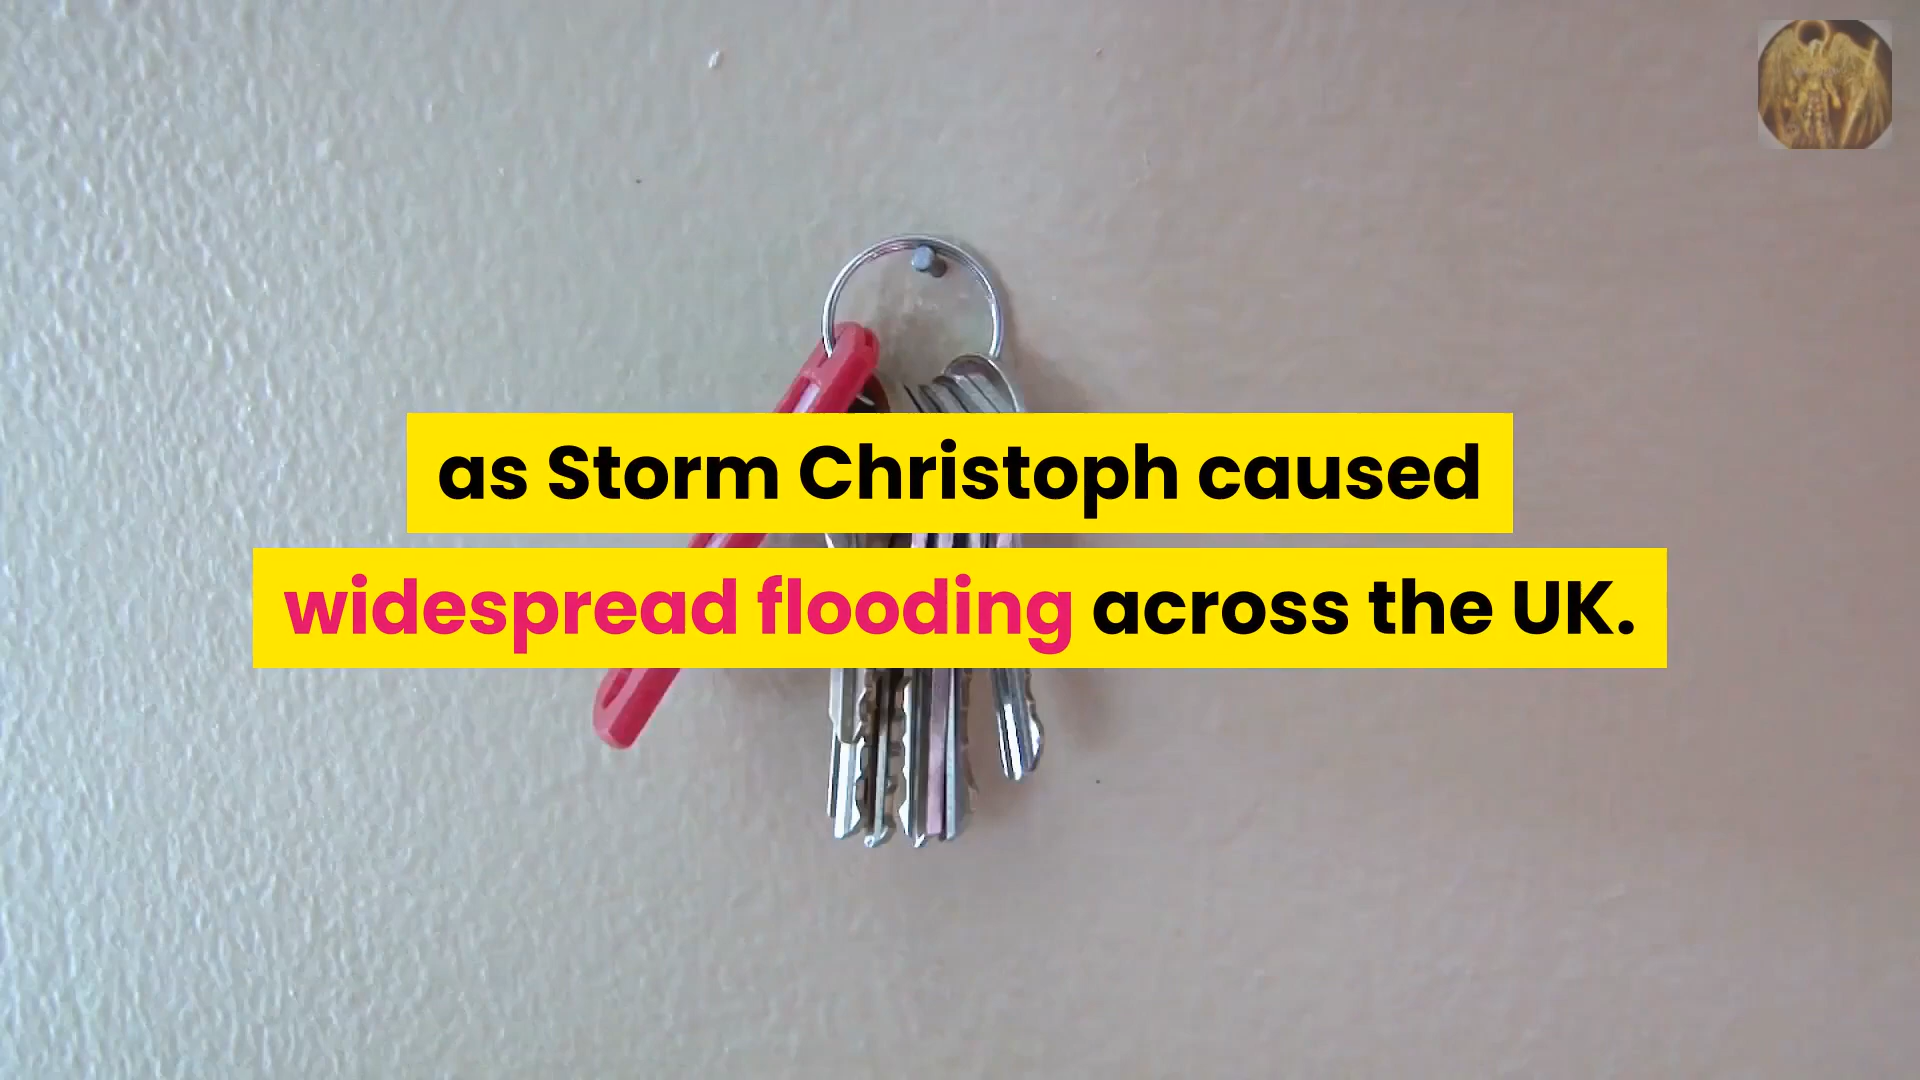 as Storm Christoph caused
widespread flooding across the UK.